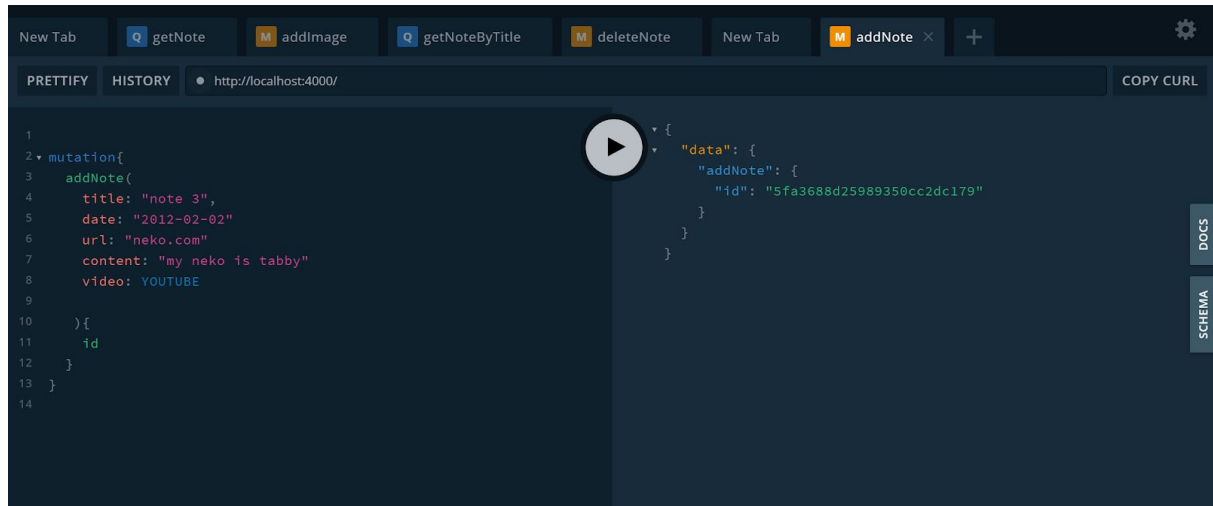 New Tab Q getNote M addImage Q getNoteByTitle M deleteNote New Tab M addNote × +
PRETTIFY HISTORY http://localhost:4000/ COPY CURL
1
2 mutation{
3 addNote(
4 title: "note 3",
5 date: "2012-02-02"
6 url: "neko.com"
7 content: "my neko is tabby"
8 video: YOUTUBE
9
10 ){
11 id
12 }
13 }
14
{
"data": {
"addNote": {
"id": "5fa3688d25989350cc2dc179"
}
}
}
DOCS
SCHEMA